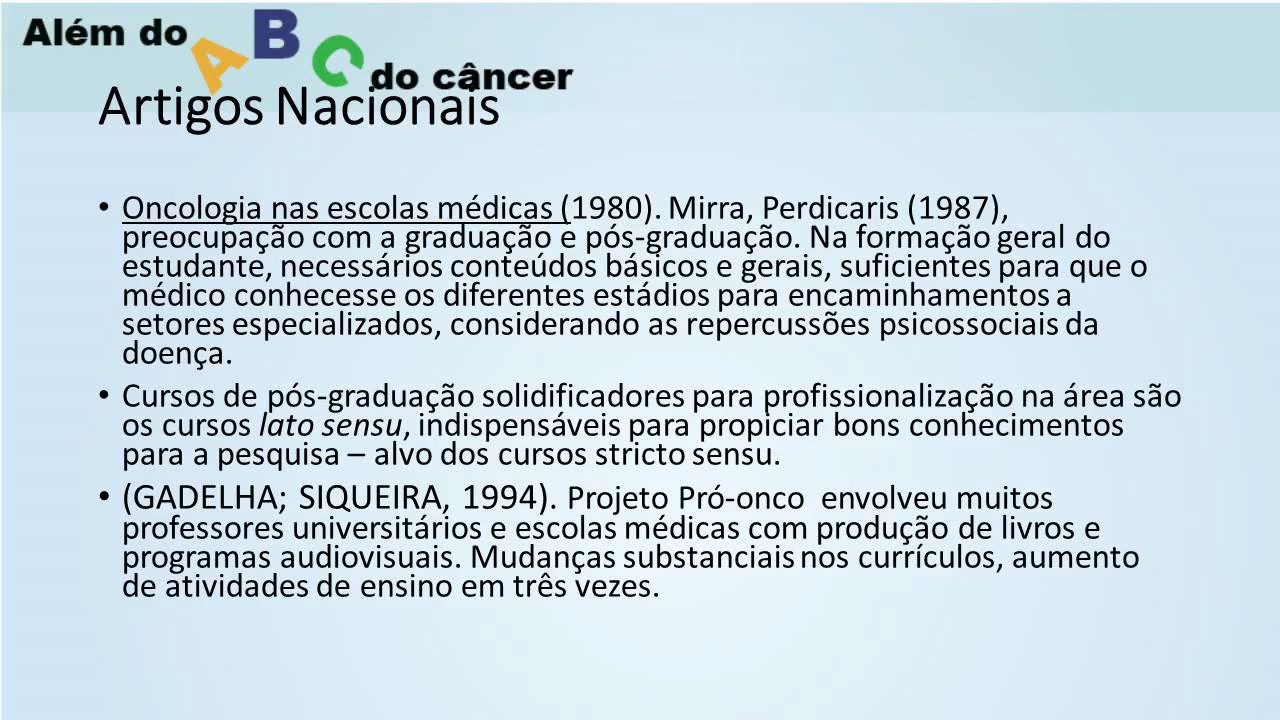 Além do ABC do câncer
Artigos Nacionais
• Oncologia nas escolas médicas (1980). Mirra, Perdicaris (1987),
preocupação com a graduação e pós-graduação. Na formação geral do
estudante, necessários conteúdos básicos e gerais, suficientes para que o
médico conhecesse os diferentes estádios para encaminhamentos a
setores especializados, considerando as repercussões psicossociais da
doença.
• Cursos de pós-graduação solidificadores para profissionalização na área são
os cursos lato sensu, indispensáveis para propiciar bons conhecimentos
para a pesquisa – alvo dos cursos stricto sensu.
• (GADELHA; SIQUEIRA, 1994). Projeto Pró-onco envolveu muitos
professores universitários e escolas médicas com produção de livros e
programas audiovisuais. Mudanças substanciais nos currículos, aumento
de atividades de ensino em três vezes.